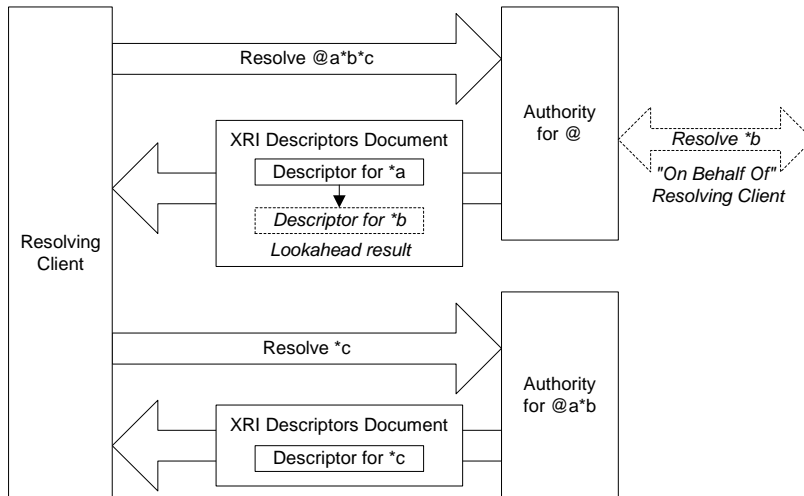 Resolve @a*b*c
Authority
for @
Resolve *b
"On Behalf Of"
Resolving Client
XRI Descriptors Document
Descriptor for *a
Descriptor for *b
Lookahead result
Resolving
Client
Resolve *c
Authority
for @a*b
XRI Descriptors Document
Descriptor for *c